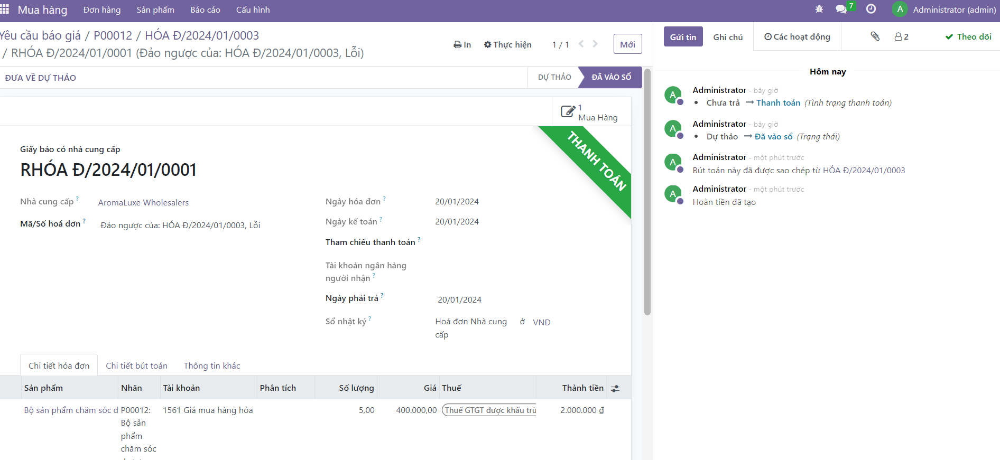 Mua hàng Đơn hàng Sản phẩm Báo cáo Cấu hình 7 A Administrator (admin)
Yêu cầu báo giá / P00012 / HÓA Đ/2024/01/0003
/ RHÓA Đ/2024/01/0001 (Đảo ngược của: HÓA Đ/2024/01/0003, Lỗi)
In Thực hiện 1 / 1 Mới
Gửi tin Ghi chú Các hoạt động 2 Theo dõi
ĐƯA VỀ DỰ THẢO DỰ THẢO ĐÃ VÀO SỔ
1
Mua Hàng
THANH TOÁN
Giấy báo có nhà cung cấp
RHÓA Đ/2024/01/0001
Nhà cung cấp ? AromaLuxe Wholesalers
Mã/Số hoá đơn ? Đảo ngược của: HÓA Đ/2024/01/0003, Lỗi
Ngày hóa đơn ? 20/01/2024
Ngày kế toán ? 20/01/2024
Tham chiếu thanh toán ?
Tài khoản ngân hàng
người nhận ?
Ngày phải trả ? 20/01/2024
Sổ nhật ký ? Hoá đơn Nhà cung ở VND
cấp
Chi tiết hóa đơn Chi tiết bút toán Thông tin khác
Sản phẩm Nhãn Tài khoản Phân tích Số lượng Giá Thuế Thành tiền
Bộ sản phẩm chăm sóc d P00012: 1561 Giá mua hàng hóa 5,00 400.000,00 Thuế GTGT được khấu trừ 2.000.000 ₫
Bộ sản
phẩm
chăm sóc
Hôm nay
A Administrator - bây giờ
• Chưa trả → Thanh toán (Tình trạng thanh toán)
A Administrator - bây giờ
• Dự thảo → Đã vào sổ (Trạng thái)
A Administrator - một phút trước
Bút toán này đã được sao chép từ HÓA Đ/2024/01/0003
A Administrator - một phút trước
Hoàn tiền đã tạo